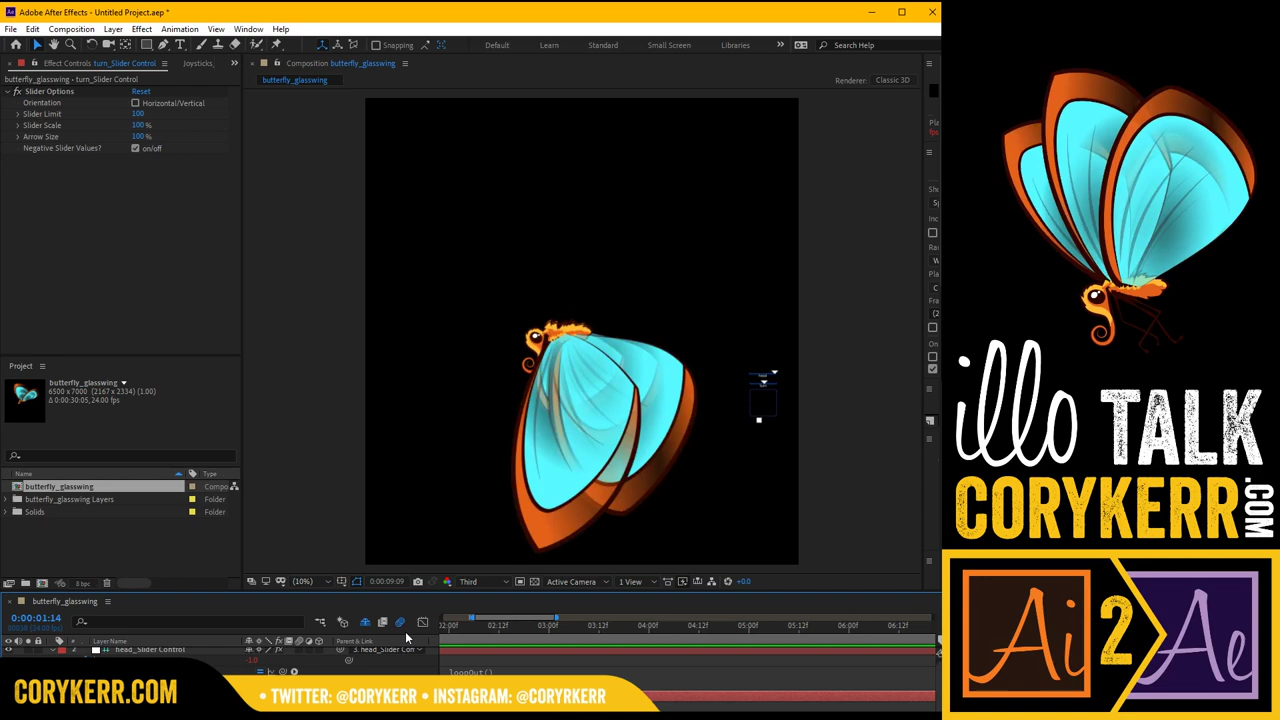 Adobe After Effects - Untitled Project.aep *
File Edit Composition Layer Effect Animation View Window Help
Snapping Default Learn Standard Small Screen Libraries Search Help
Effect Controls turn_Slider Control Joysticks
butterfly_glasswing • turn_Slider Control
Slider Options Reset
Orientation Horizontal/Vertical
Slider Limit 100
Slider Scale 100 %
Arrow Size 100 %
Negative Slider Values? on/off
Composition butterfly_glasswing
butterfly_glasswing
Renderer: Classic 3D
Project
butterfly_glasswing
6500 x 7000 (2167 x 2334) (1.00)
Δ 0:00:30:05, 24.00 fps
Name Type
butterfly_glasswing Compo
butterfly_glasswing Layers Folder
Solids Folder
8 bpc
(10%) 0:00:09:09 Third Active Camera 1 View +0.0
butterfly_glasswing
0:00:01:14
Layer Name Parent & Link
02:00f 02:12f 03:00f 03:12f 04:00f 04:12f 05:00f 05:12f 06:00f 06:12f
head_Slider Control 3. head_Slider Con
-1.0
loopOut()
CORYKERR.COM
• TWITTER: @CORYKERR • INSTAGRAM: @CORYRKERR
illo TALK
CORYKERR.COM
Ai 2 Ae